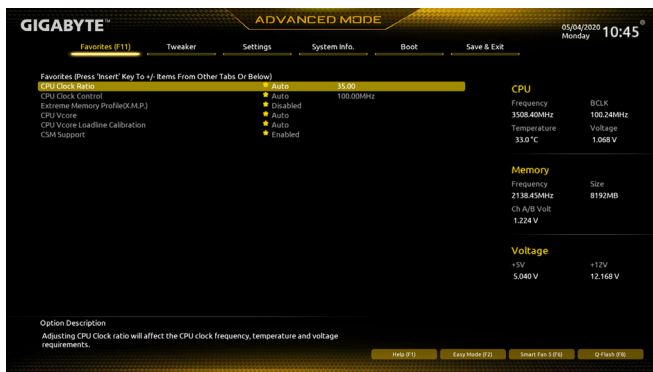 GIGABYTE™
ADVANCED MODE
05/04/2020 Monday 10:45
Favorites (F11) Tweaker Settings System Info. Boot Save & Exit
Favorites (Press 'Insert' Key To +/- Items From Other Tabs Or Below)
CPU Clock Ratio Auto 35.00
CPU Clock Control Auto 100.00MHz
Extreme Memory Profile(X.M.P.) Disabled
CPU Vcore Auto
CPU Vcore Loadline Calibration Auto
CSM Support Enabled
CPU
Frequency BCLK
3508.40MHz 100.24MHz
Temperature Voltage
33.0 °C 1.068 V
Memory
Frequency Size
2138.45MHz 8192MB
Ch A/B Volt
1.224 V
Voltage
+5V +12V
5.040 V 12.168 V
Option Description
Adjusting CPU Clock ratio will affect the CPU clock frequency, temperature and voltage
requirements.
Help (F1) Easy Mode (F2) Smart Fan 5 (F6) Q-Flash (F8)